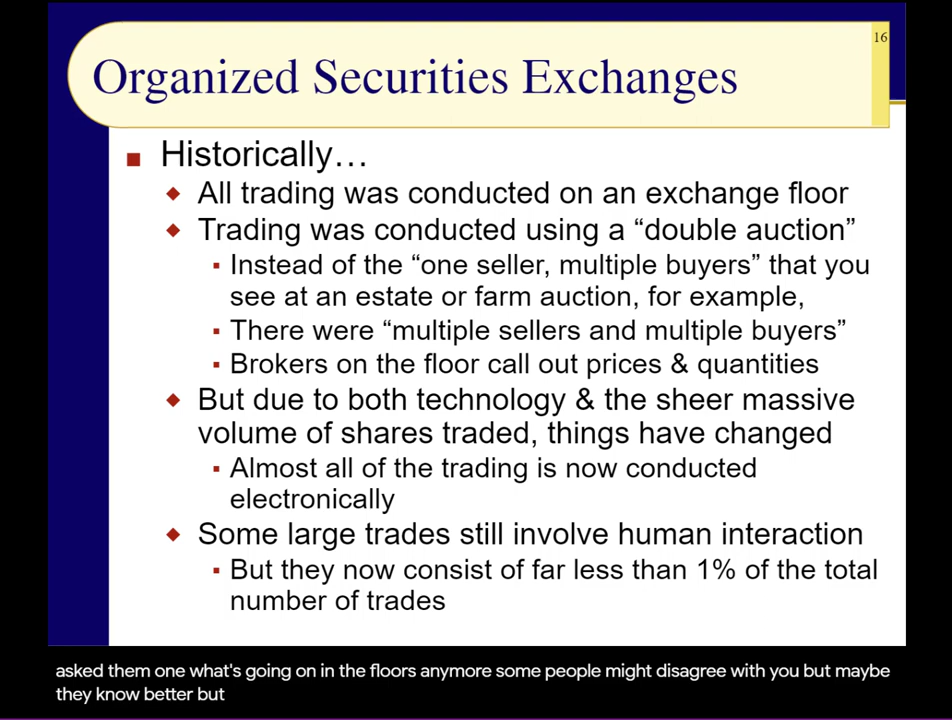 16
Organized Securities Exchanges
■ Historically…
◆ All trading was conducted on an exchange floor
◆ Trading was conducted using a “double auction”
▪ Instead of the “one seller, multiple buyers” that you
see at an estate or farm auction, for example,
▪ There were “multiple sellers and multiple buyers”
▪ Brokers on the floor call out prices & quantities
◆ But due to both technology & the sheer massive
volume of shares traded, things have changed
▪ Almost all of the trading is now conducted
electronically
◆ Some large trades still involve human interaction
▪ But they now consist of far less than 1% of the total
number of trades
asked them one what's going on in the floors anymore some people might disagree with you but maybe
they know better but